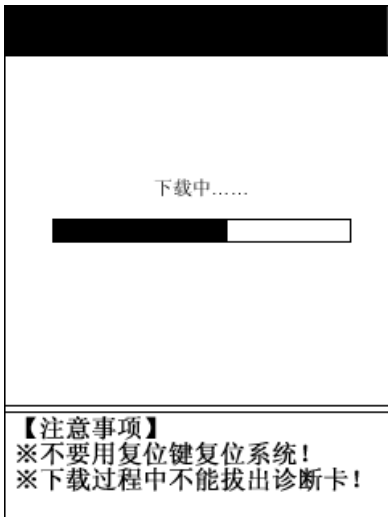 下载中……
【注意事项】
※不要用复位键复位系统！
※下载过程中不能拔出诊断卡！